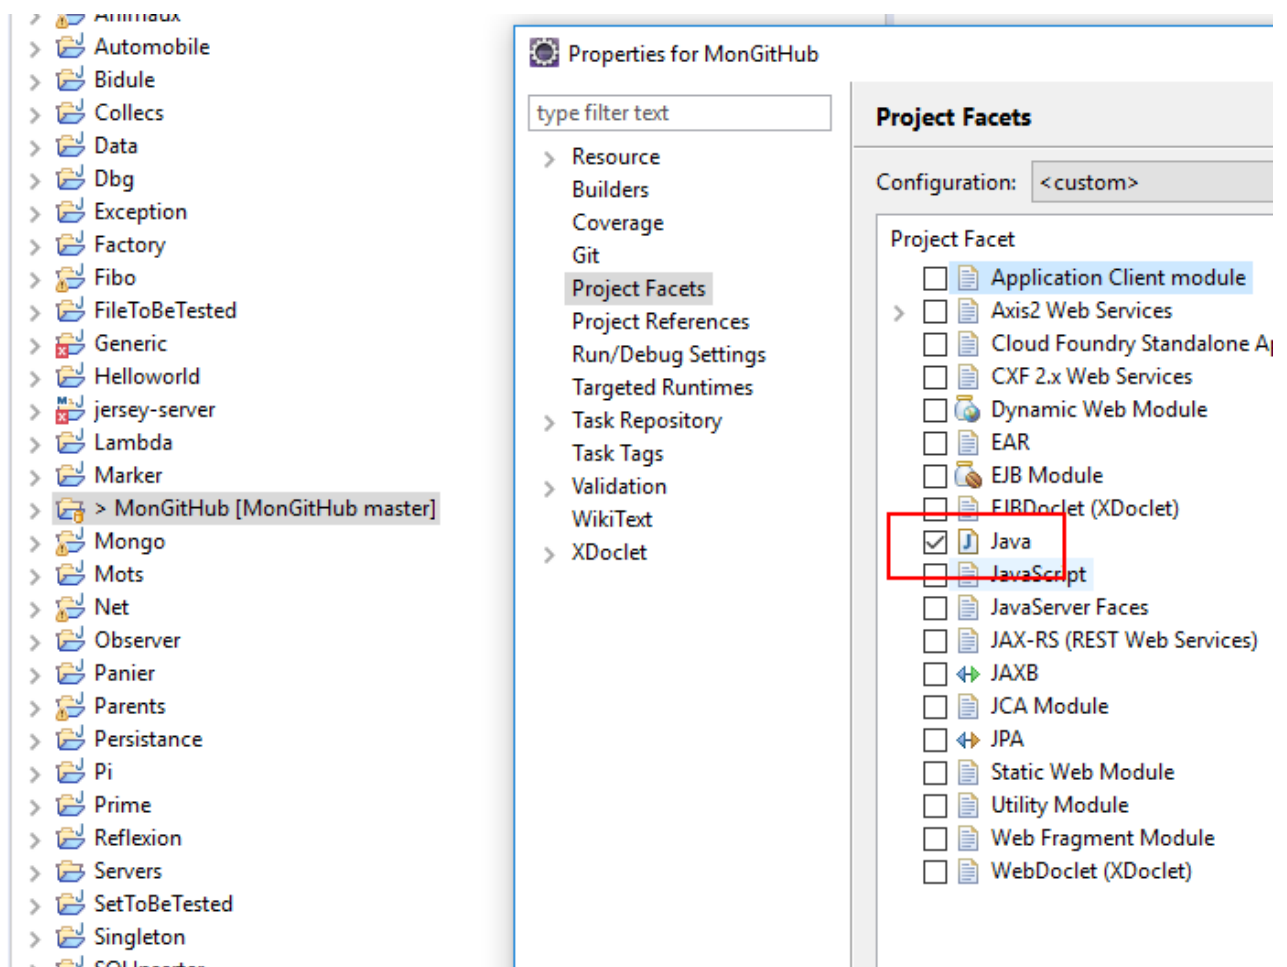 Animaux
Automobile
Bidule
Collecs
Data
Dbg
Exception
Factory
Fibo
FileToBeTested
Generic
Helloworld
jersey-server
Lambda
Marker
> MonGitHub [MonGitHub master]
Mongo
Mots
Net
Observer
Panier
Parents
Persistance
Pi
Prime
Reflexion
Servers
SetToBeTested
Singleton
Properties for MonGitHub
type filter text
Resource
Builders
Coverage
Git
Project Facets
Project References
Run/Debug Settings
Targeted Runtimes
Task Repository
Task Tags
Validation
WikiText
XDoclet
Project Facets
Configuration: <custom>
Project Facet
Application Client module
Axis2 Web Services
Cloud Foundry Standalone Ap
CXF 2.x Web Services
Dynamic Web Module
EAR
EJB Module
EJBDoclet (XDoclet)
Java
JavaScript
JavaServer Faces
JAX-RS (REST Web Services)
JAXB
JCA Module
JPA
Static Web Module
Utility Module
Web Fragment Module
WebDoclet (XDoclet)